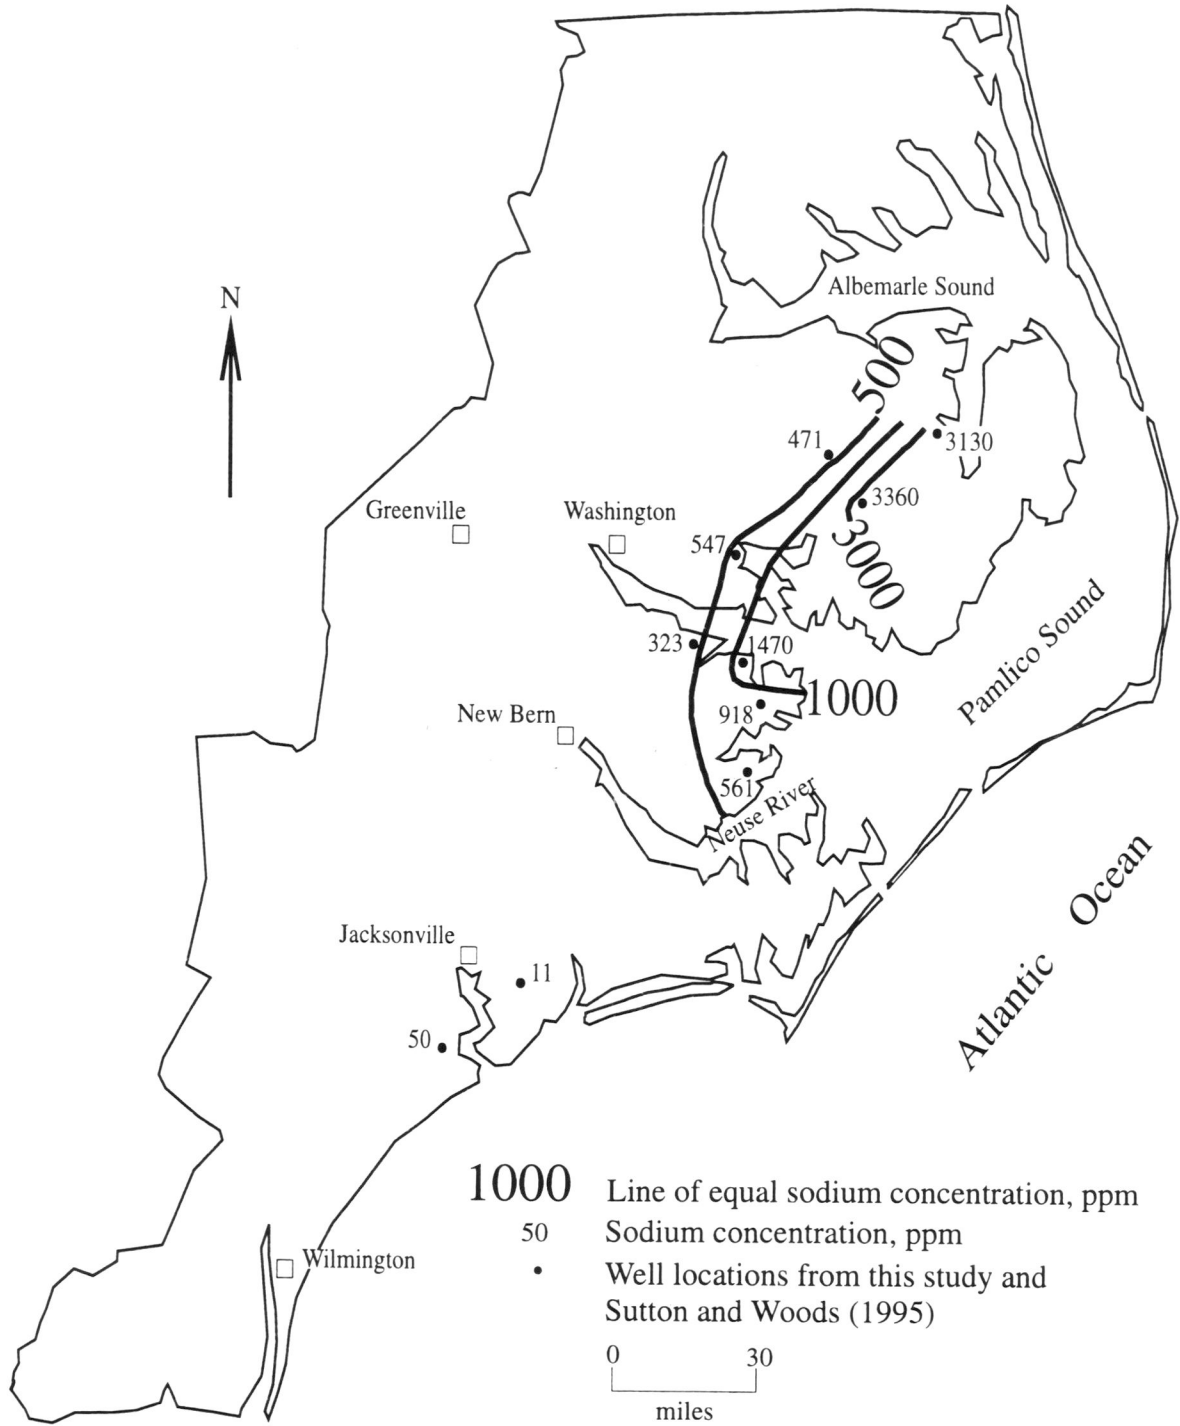 N
Albemarle Sound
500
471
3130
3360
Greenville
Washington
547
3000
323
1470
1000
Pamlico Sound
New Bern
918
561
Neuse River
Atlantic Ocean
Jacksonville
11
50
1000 Line of equal sodium concentration, ppm
50 Sodium concentration, ppm
Well locations from this study and
Sutton and Woods (1995)
Wilmington
0 30
miles